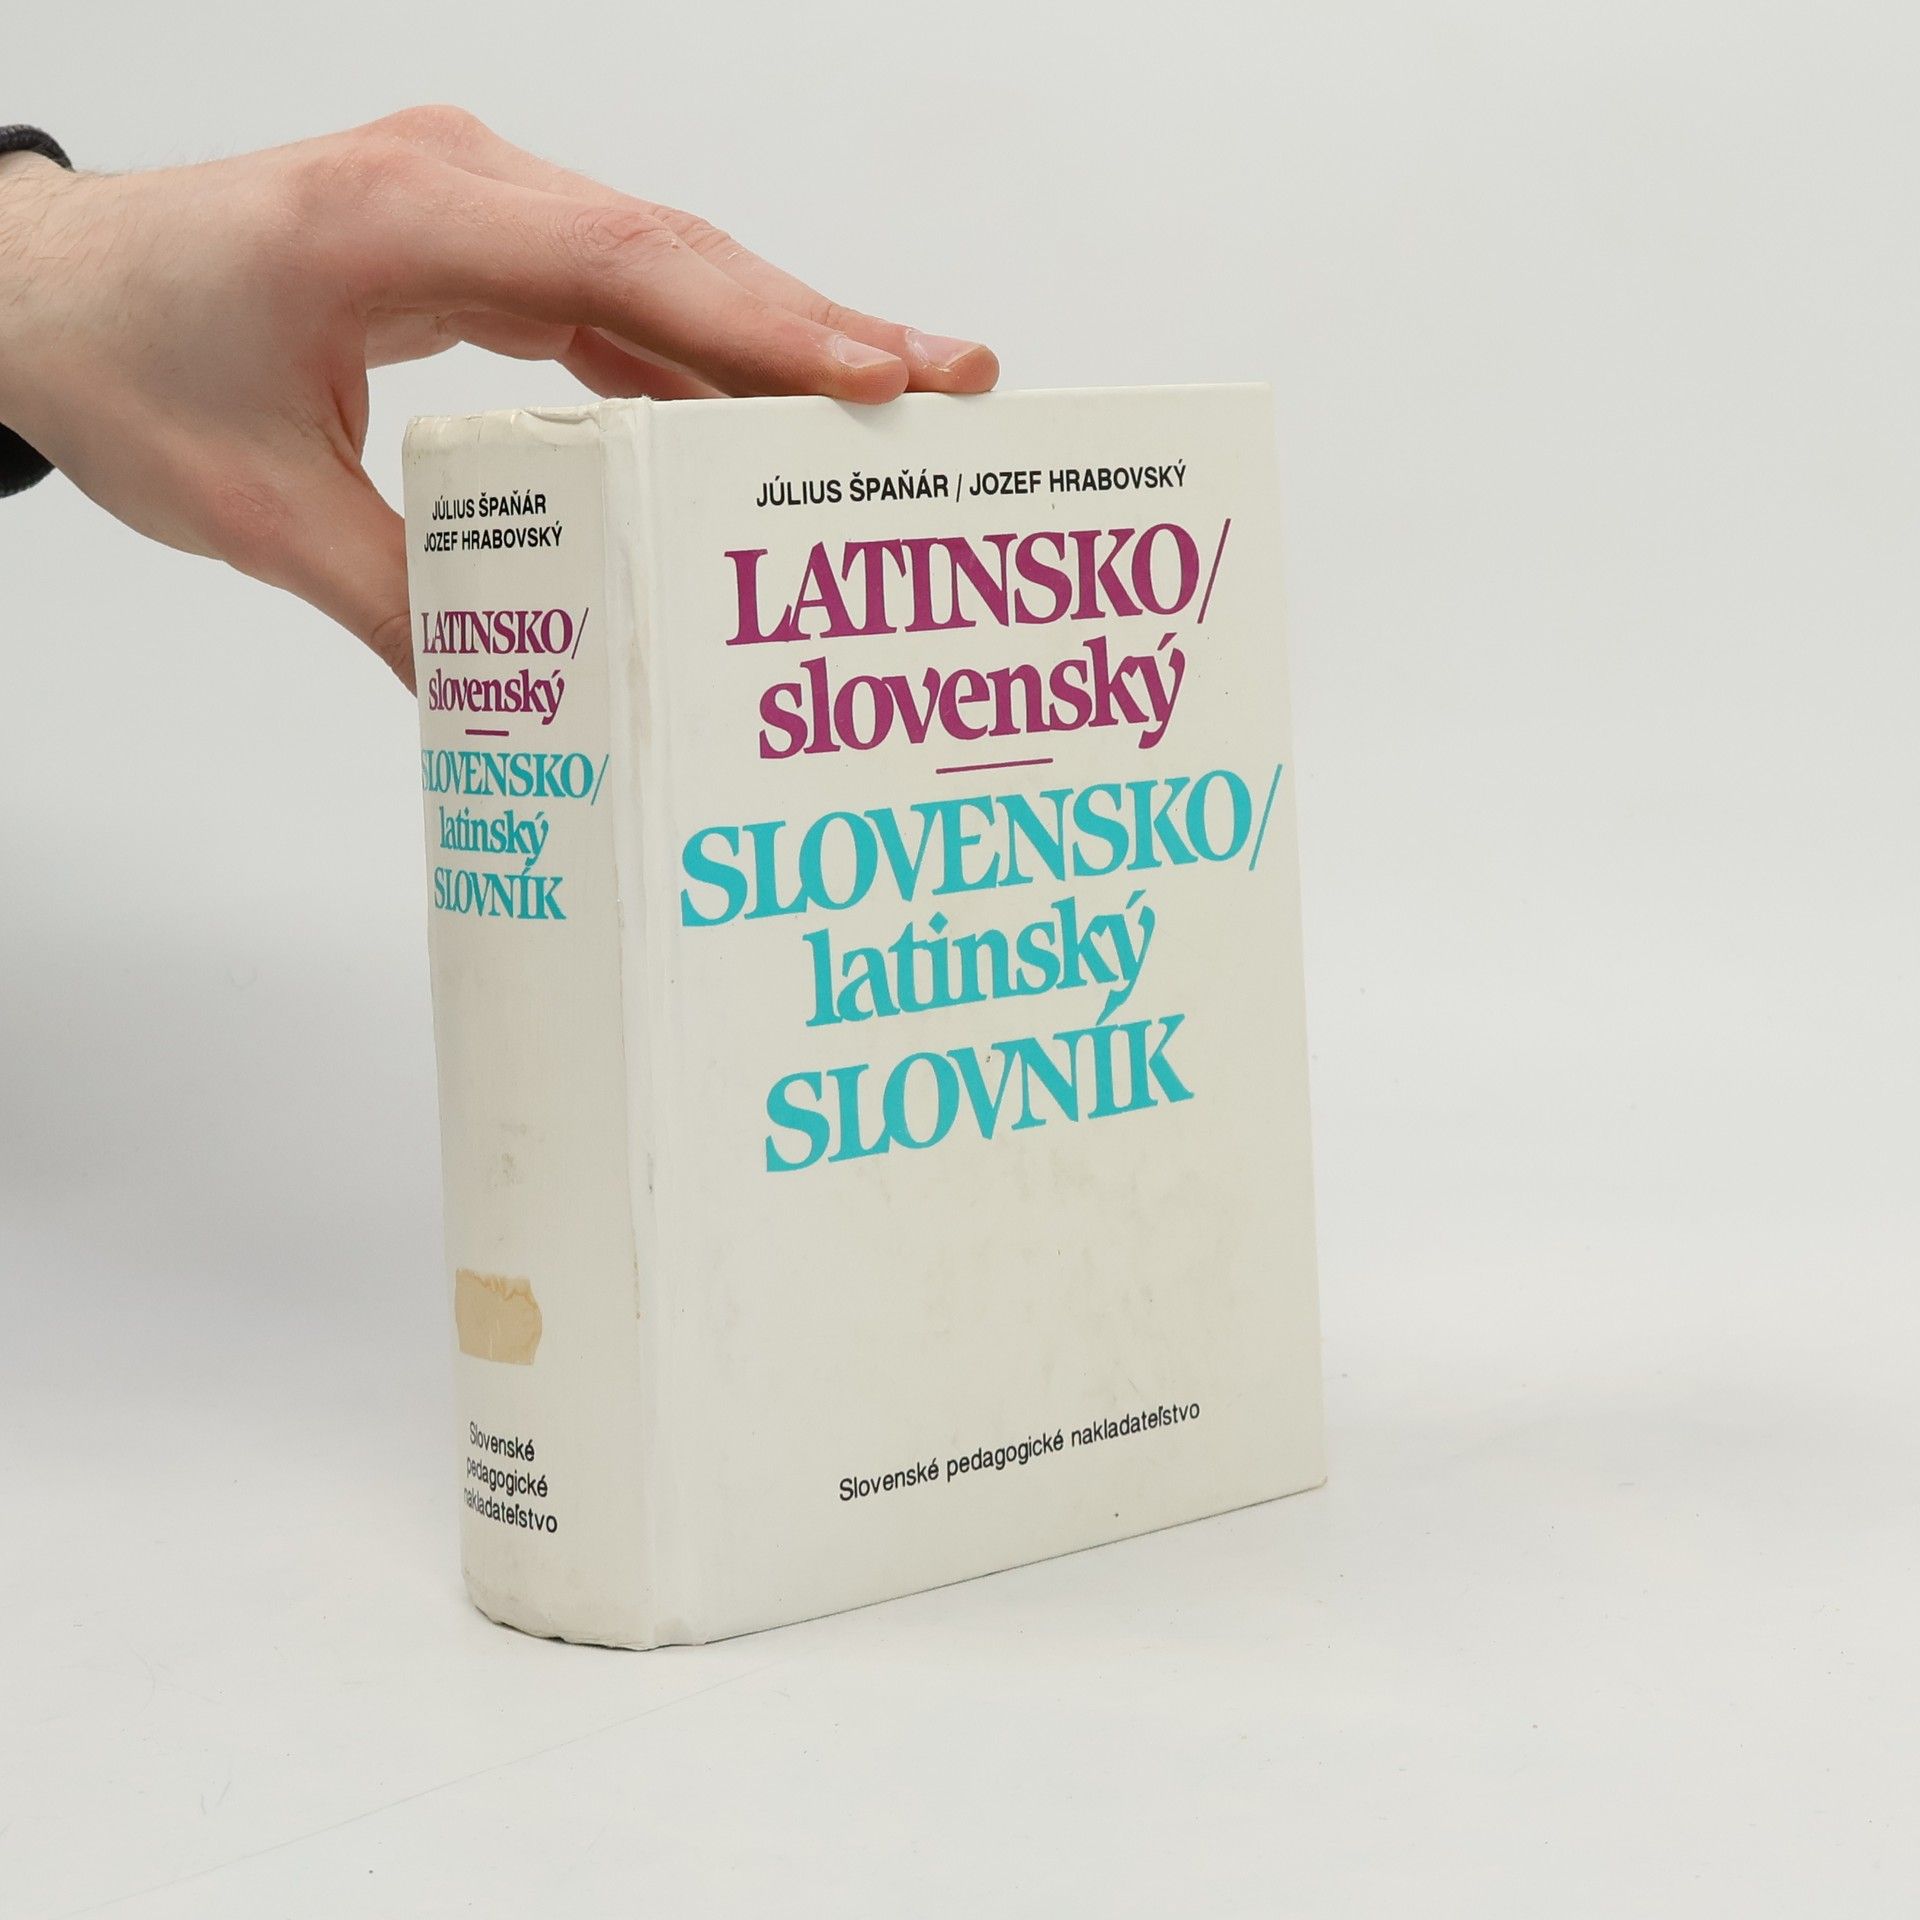 JÚLIUS ŠPAŇÁR
JOZEF HRABOVSKÝ
LATINSKO/
slovenský
SLOVENSKO/
latinský
SLOVNÍK
Slovenské
pedagogické
nakladateľstvo
JÚLIUS ŠPAŇÁR / JOZEF HRABOVSKÝ
LATINSKO/
slovenský
SLOVENSKO/
latinský
SLOVNÍK
Slovenské pedagogické nakladateľstvo